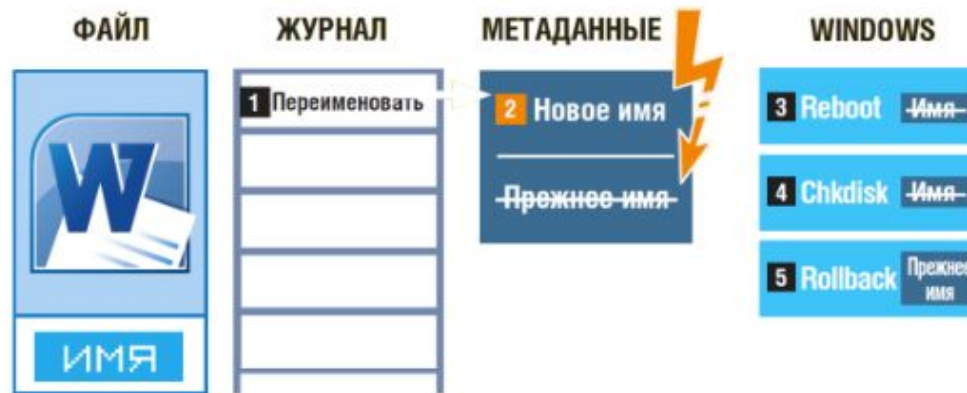 ФАЙЛ
ЖУРНАЛ
МЕТАДАННЫЕ
WINDOWS
W
ИМЯ
1 Переименовать
2 Новое имя
Прежнее имя
3 Reboot Имя
4 Chkdisk Имя
5 Rollback Прежнее
имя